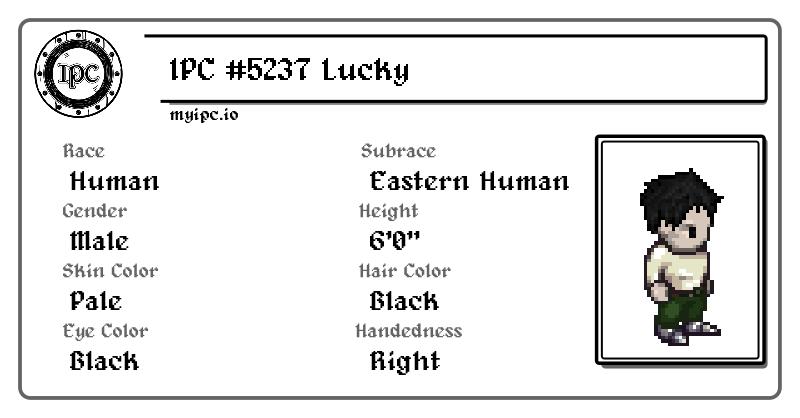 IPC
IPC #5237 Lucky
myipc.io
Race
Human
Subrace
Eastern Human
Gender
Male
Height
6'0"
Skin Color
Pale
Hair Color
Black
Eye Color
Black
Handedness
Right